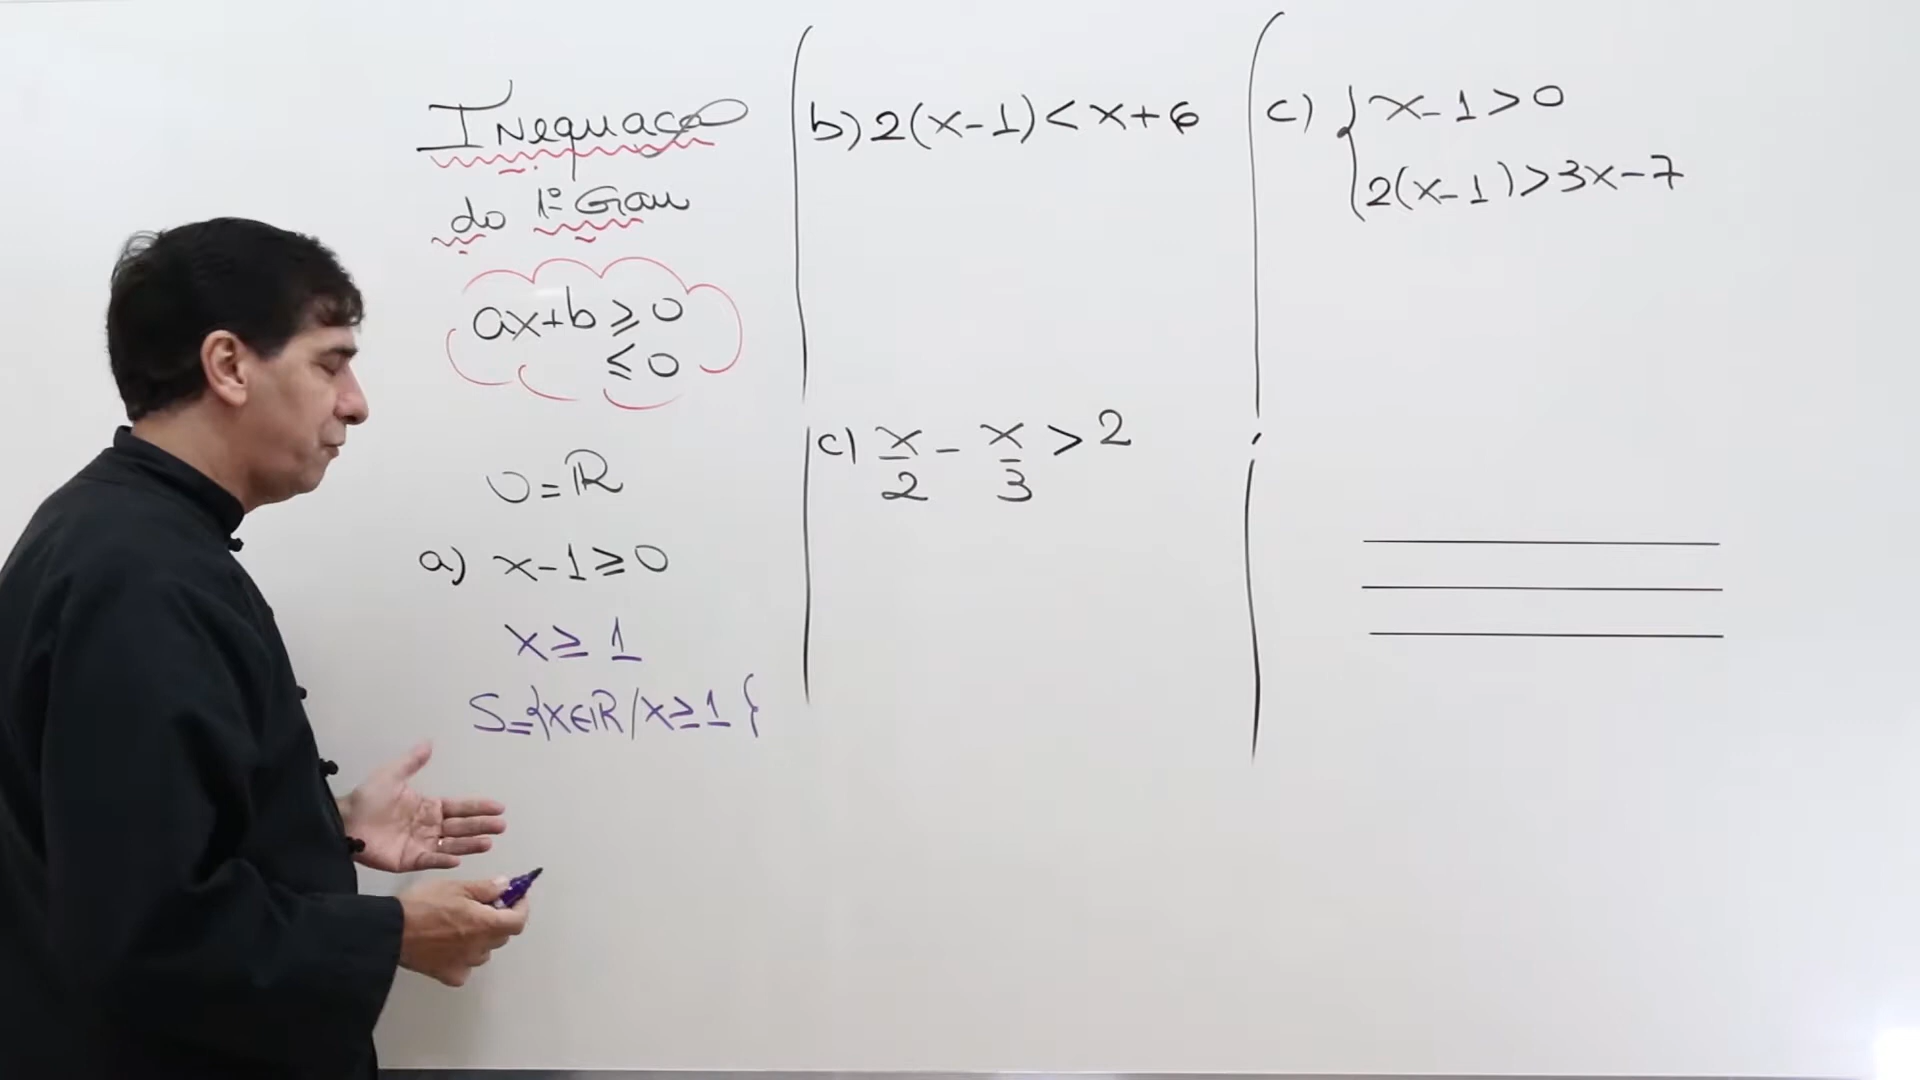 Inequação
do 1º Grau
ax+b ≥ 0
≤ 0
U = ℝ
a) x-1 ≥ 0
x ≥ 1
S={x∈ℝ/x≥1}
b) 2(x-1) < x+6
c) x/2 - x/3 > 2
c) { x-1>0
2(x-1)>3x-7